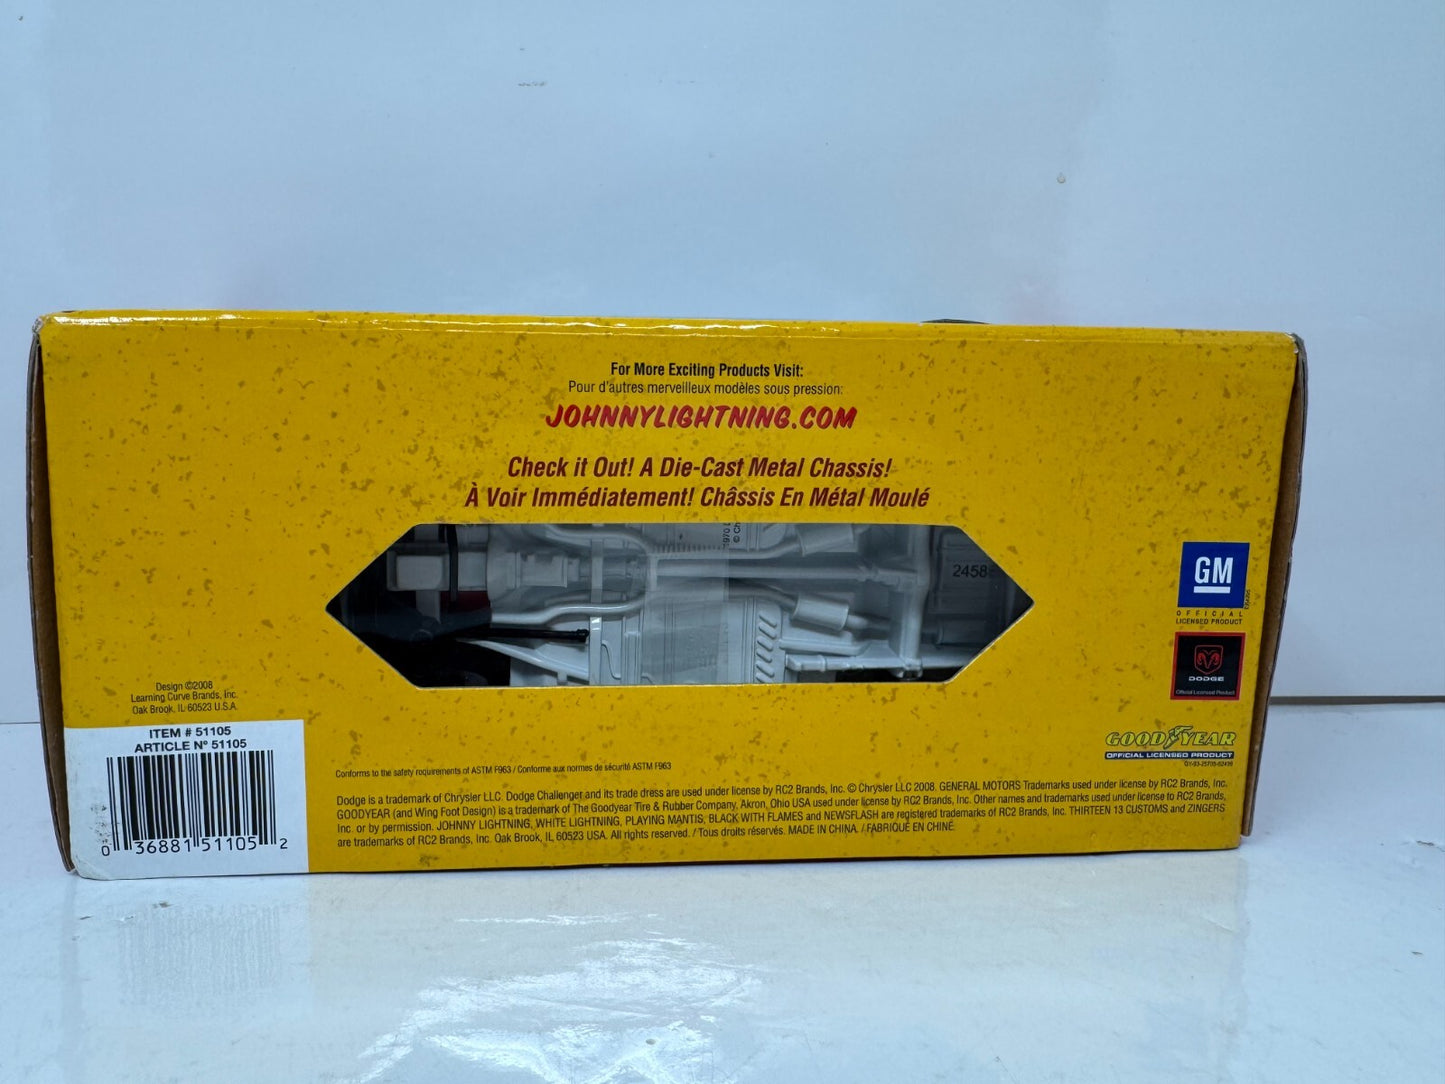 For More Exciting Products Visit:
Pour d'autres merveilleux modèles sous pression:
JOHNNYLIGHTNING.COM
Check it Out! A Die-Cast Metal Chassis!
À Voir Immédiatement! Châssis En Métal Moulé
1970
© Ch
2458
GM
OFFICIAL
LICENSED PRODUCT
DODGE
Official Licensed Product
GOOD YEAR
OFFICIAL LICENSED PRODUCT
Design ©2008
Learning Curve Brands, Inc.
Oak Brook, IL 60523 U.S.A.
ITEM # 51105
ARTICLE Nº 51105
0 36881 51105 2
Conforms to the safety requirements of ASTM F963 / Conforme aux normes de sécurité ASTM F963
Dodge is a trademark of Chrysler LLC. Dodge Challenger and its trade dress are used under license by RC2 Brands, Inc. © Chrysler LLC 2008. GENERAL MOTORS Trademarks used under license by RC2 Brands, Inc.
GOODYEAR (and Wing Foot Design) is a trademark of The Goodyear Tire & Rubber Company, Akron, Ohio USA used under license by RC2 Brands, Inc. Other names and trademarks used under license to RC2 Brands,
Inc. or by permission. JOHNNY LIGHTNING, WHITE LIGHTNING, PLAYING MANTIS, BLACK WITH FLAMES and NEWSFLASH are registered trademarks of RC2 Brands, Inc. THIRTEEN 13 CUSTOMS and ZINGERS
are trademarks of RC2 Brands, Inc. Oak Brook, IL 60523 USA. All rights reserved. / Tous droits réservés. MADE IN CHINA. / FABRIQUÉ EN CHINE.